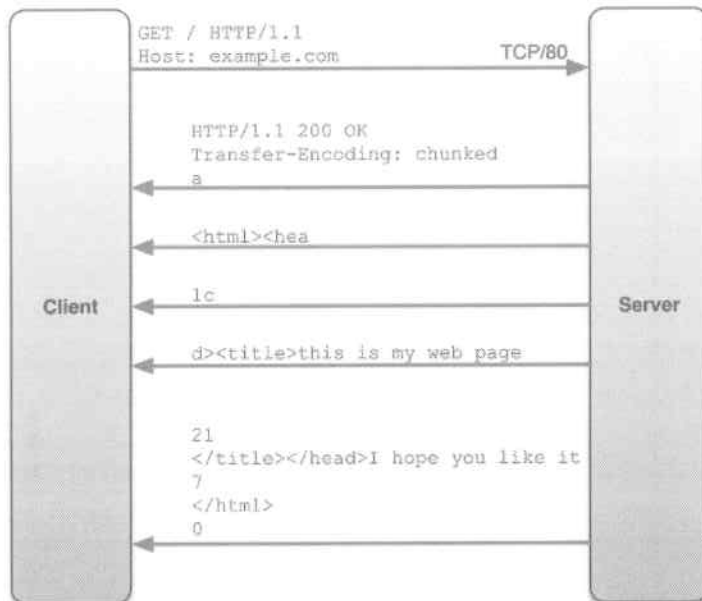 GET / HTTP/1.1
Host: example.com
TCP/80
HTTP/1.1 200 OK
Transfer-Encoding: chunked
a
<html><hea
Client
1c
Server
d><title>this is my web page
21
</title></head>I hope you like it
7
</html>
0